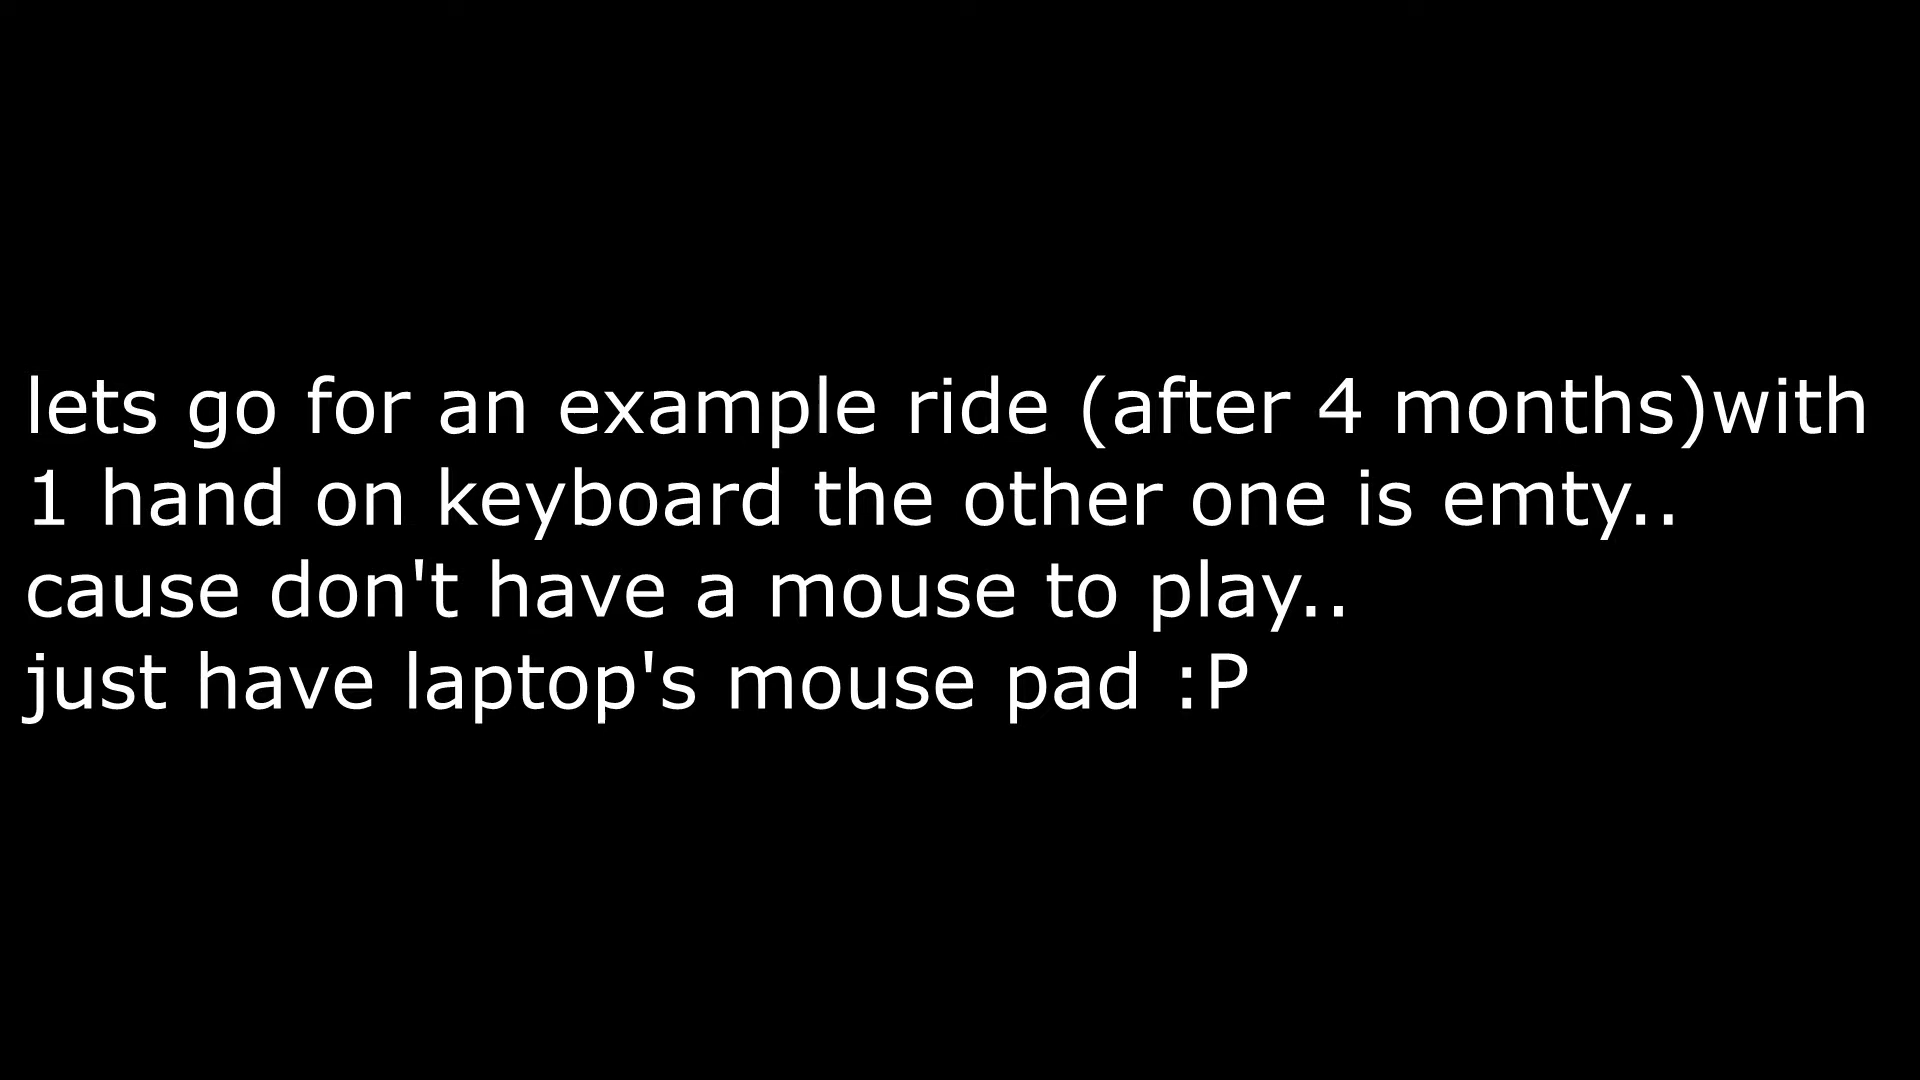 lets go for an example ride (after 4 months)with
1 hand on keyboard the other one is emty..
cause don't have a mouse to play..
just have laptop's mouse pad :P